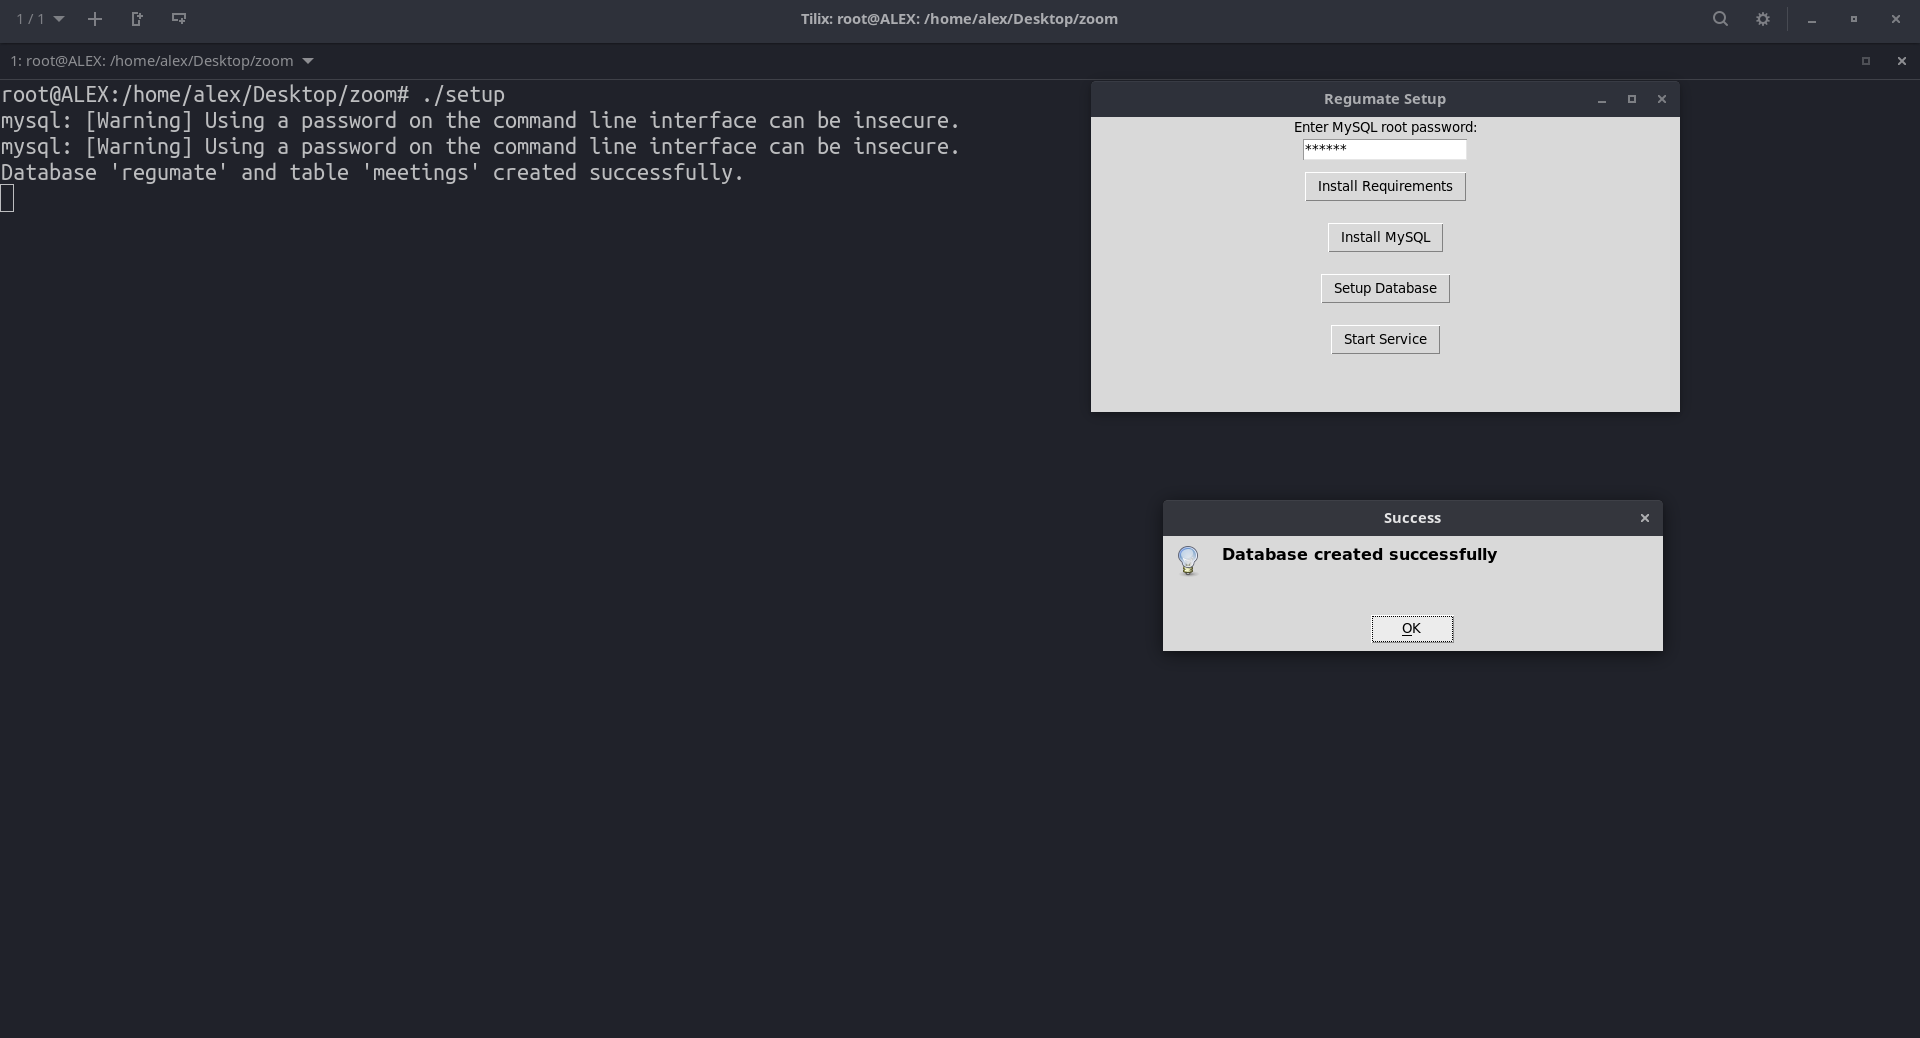 1 / 1
Tilix: root@ALEX: /home/alex/Desktop/zoom
1: root@ALEX: /home/alex/Desktop/zoom
root@ALEX:/home/alex/Desktop/zoom# ./setup
mysql: [Warning] Using a password on the command line interface can be insecure.
mysql: [Warning] Using a password on the command line interface can be insecure.
Database 'regumate' and table 'meetings' created successfully.
Regumate Setup
Enter MySQL root password:
******
Install Requirements
Install MySQL
Setup Database
Start Service
Success
Database created successfully
OK